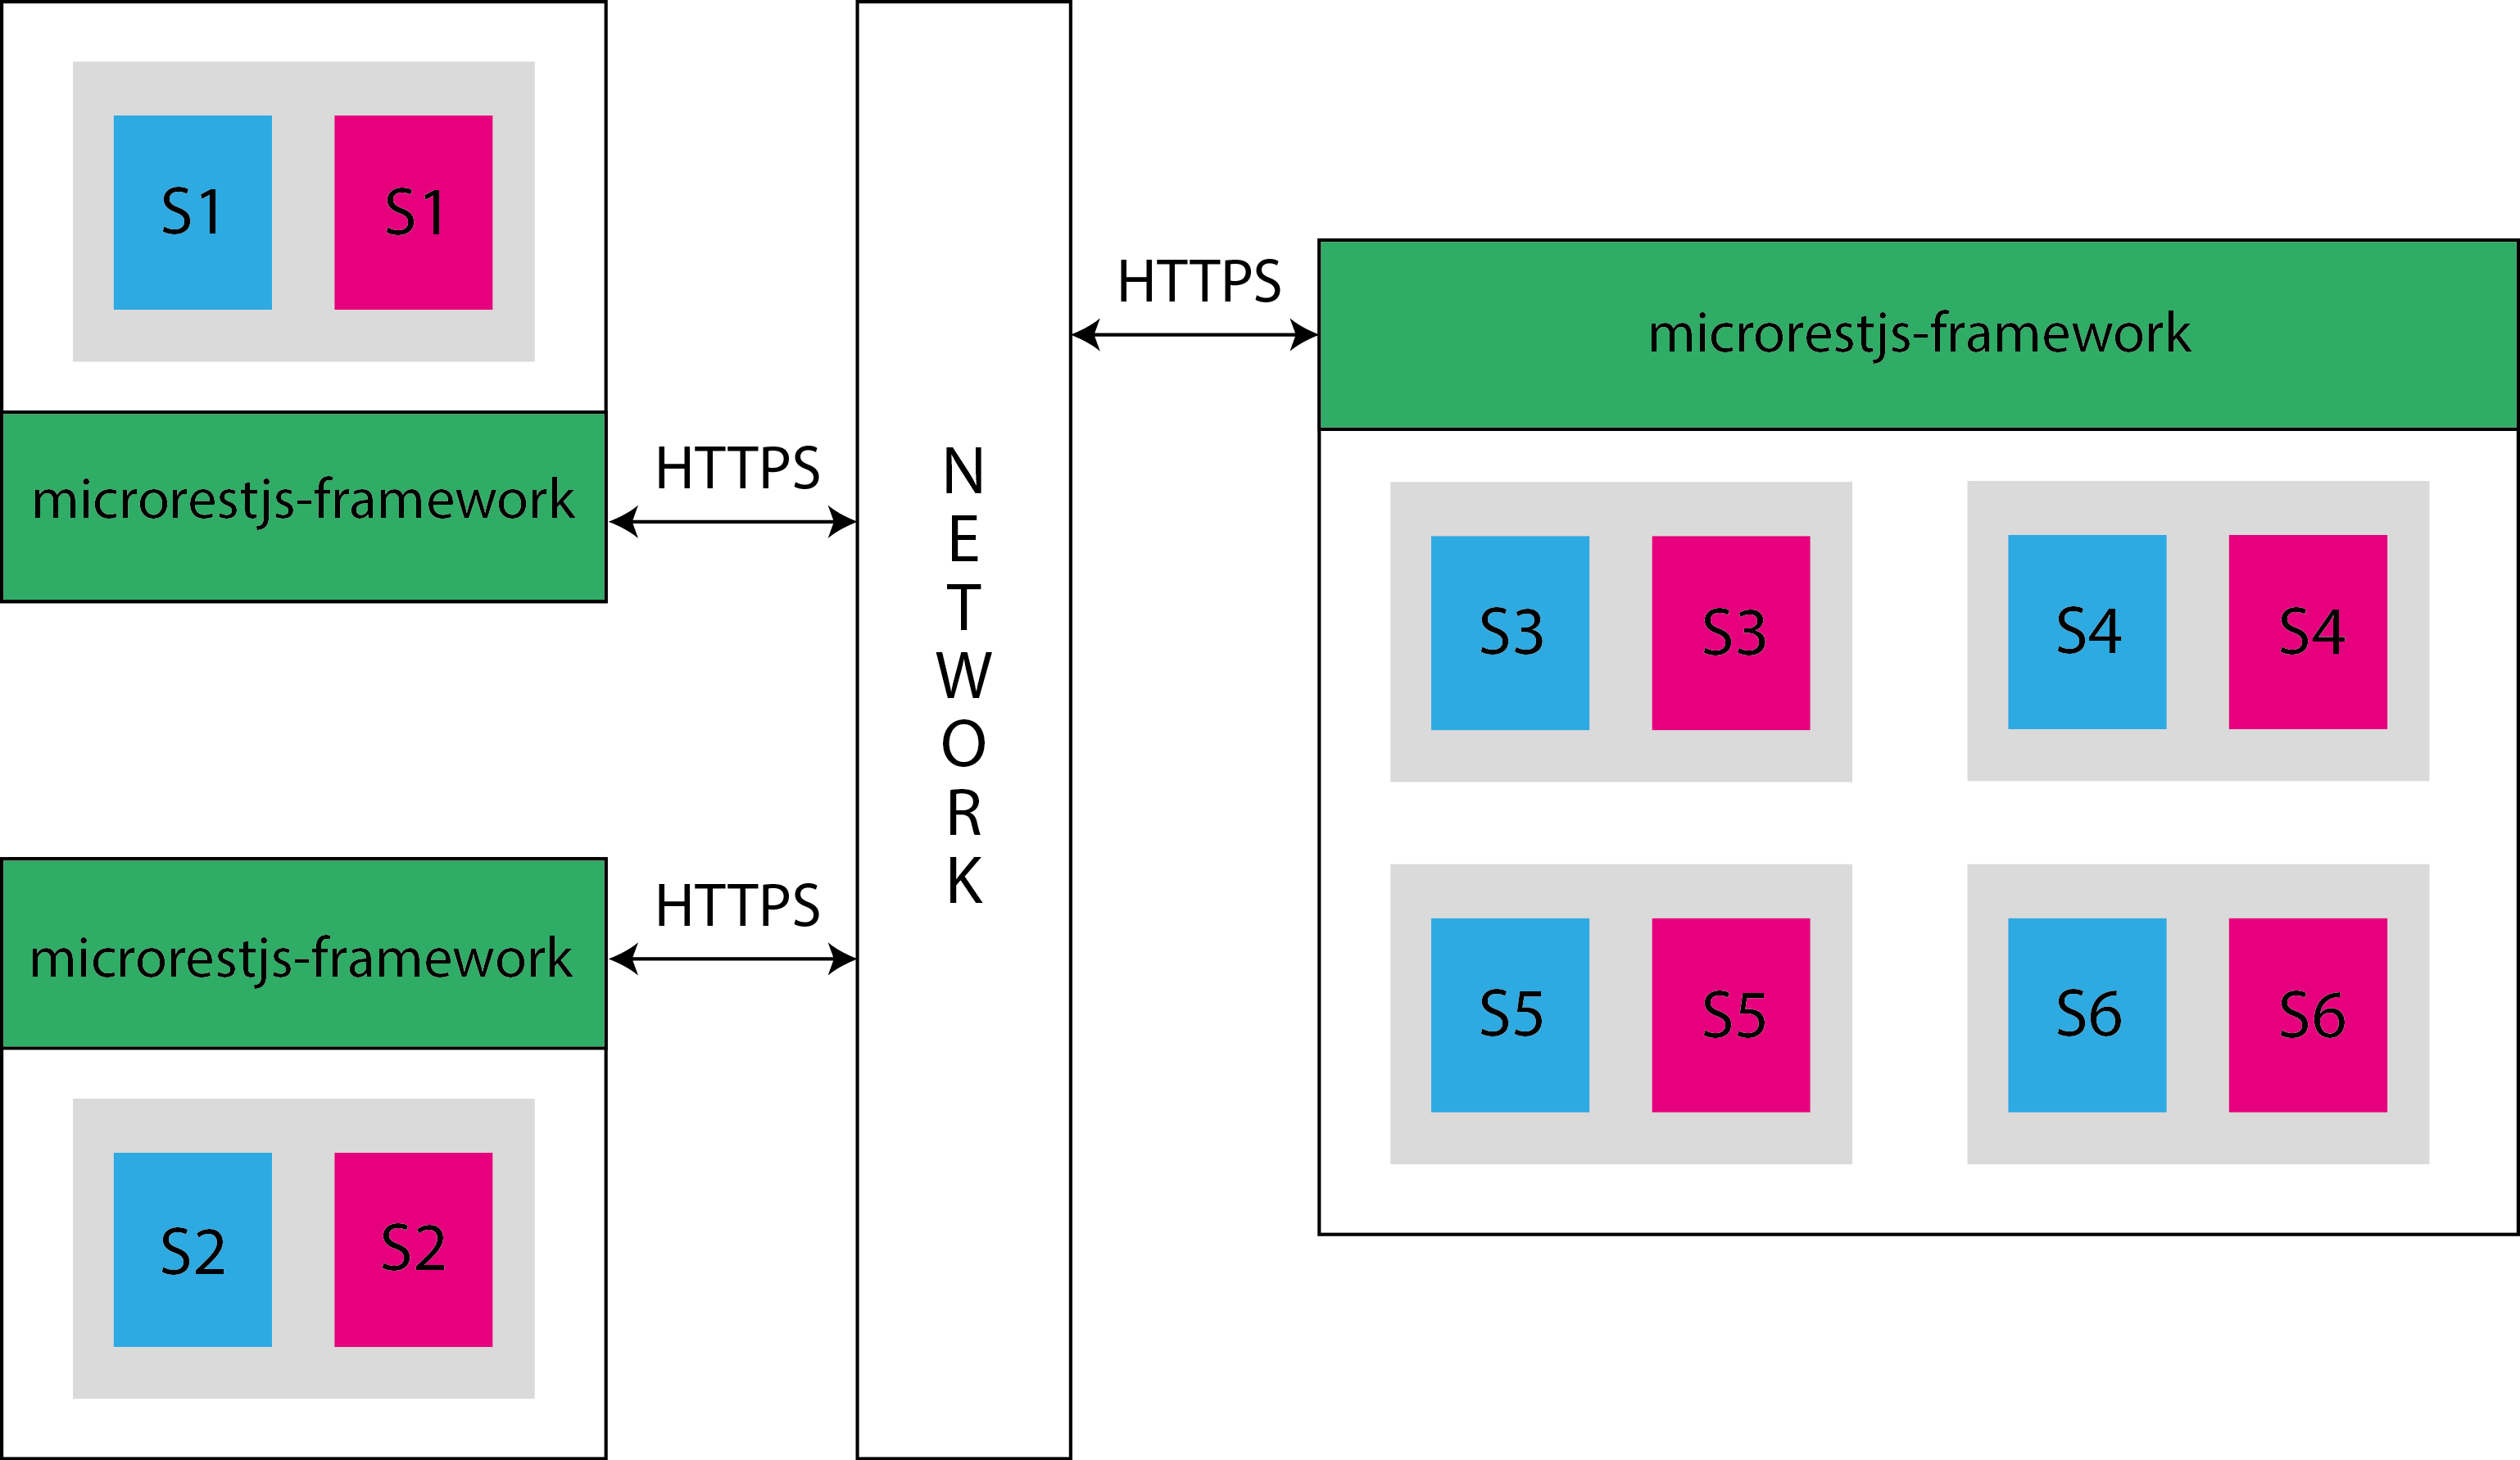 S1 S1
microrestjs-framework
HTTPS
microrestjs-framework
HTTPS
S2 S2
N
E
T
W
O
R
K
HTTPS
microrestjs-framework
S3 S3 S4 S4
S5 S5 S6 S6